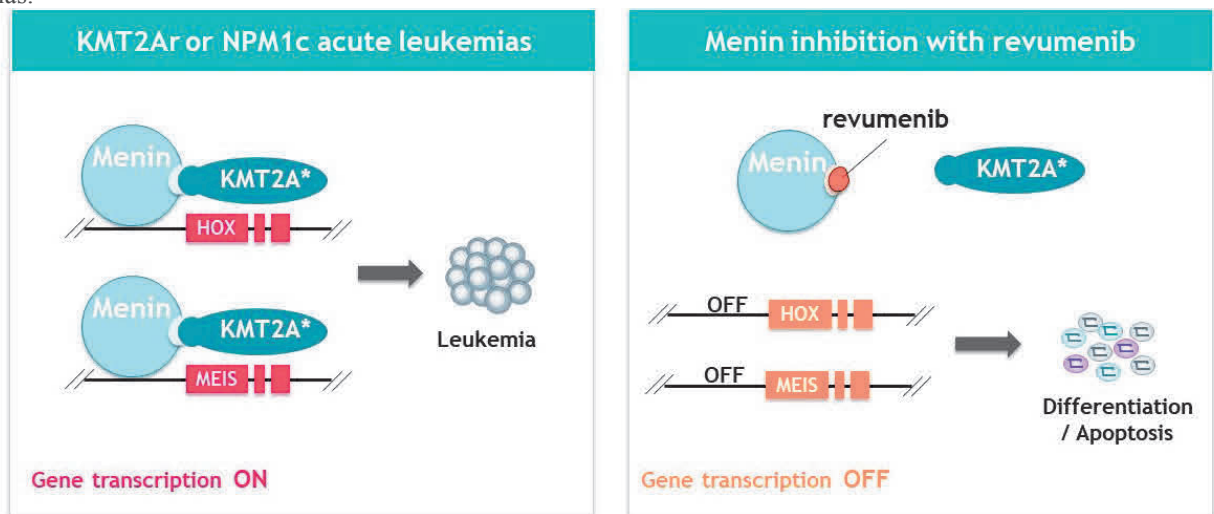 KMT2Ar or NPM1c acute leukemias
Menin
KMT2A*
HOX
Menin
KMT2A*
MEIS
Leukemia
Gene transcription ON
Menin inhibition with revumenib
revumenib
Menin
KMT2A*
OFF
HOX
OFF
MEIS
Differentiation
/ Apoptosis
Gene transcription OFF